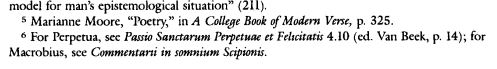 model for man's epistemological situation" (211).
5 Marianne Moore, "Poetry," in A College Book of Modern Verse, p. 325.
6 For Perpetua, see Passio Sanctarum Perpetuae et Felicitatis 4.10 (ed. Van Beek, p. 14); for
Macrobius, see Commentarii in somnium Scipionis.